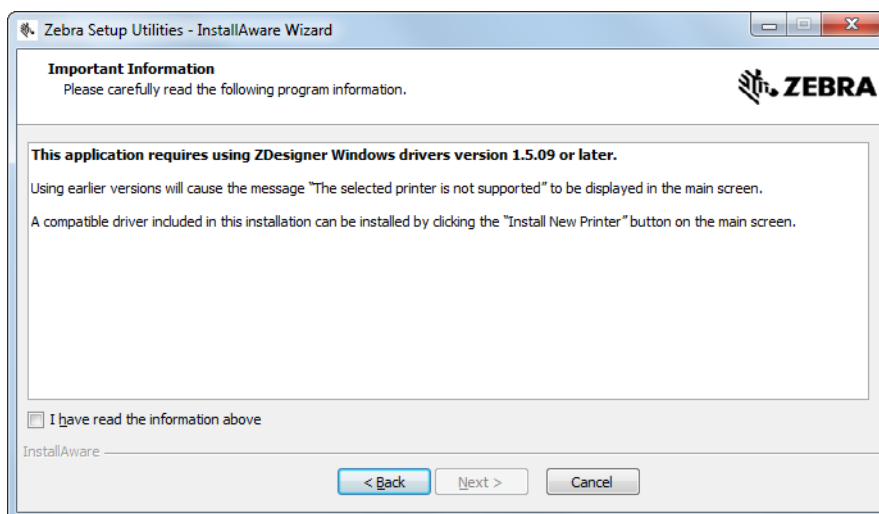 Zebra Setup Utilities - InstallAware Wizard
Important Information
Please carefully read the following program information.
ZEBRA
This application requires using ZDesigner Windows drivers version 1.5.09 or later.
Using earlier versions will cause the message “The selected printer is not supported” to be displayed in the main screen.
A compatible driver included in this installation can be installed by clicking the “Install New Printer” button on the main screen.
I have read the information above
InstallAware
< Back Next > Cancel